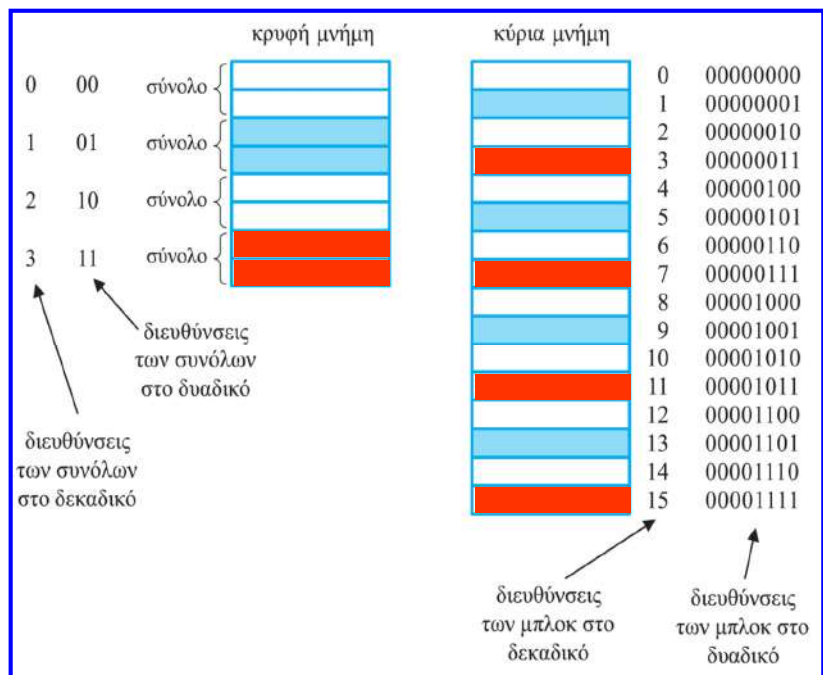 κρυφή μνήμη
κύρια μνήμη
0 00 σύνολο
1 01 σύνολο
2 10 σύνολο
3 11 σύνολο
0 00000000
1 00000001
2 00000010
3 00000011
4 00000100
5 00000101
6 00000110
7 00000111
8 00001000
9 00001001
10 00001010
11 00001011
12 00001100
13 00001101
14 00001110
15 00001111
διευθύνσεις
των συνόλων
στο δυαδικό
διευθύνσεις
των συνόλων
στο δεκαδικό
διευθύνσεις
των μπλοκ στο
δεκαδικό
διευθύνσεις
των μπλοκ στο
δυαδικό